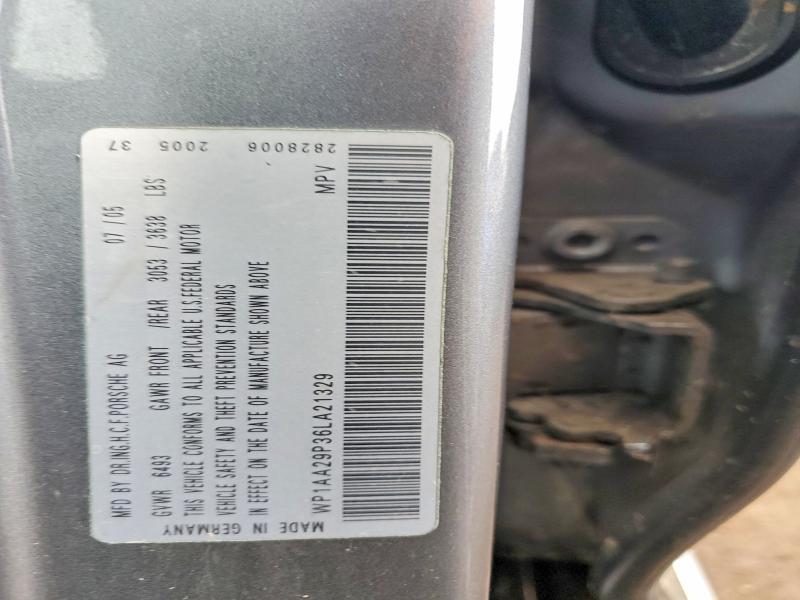 MFD BY DR.ING.H.C.F.PORSCHE AG 07/05
GVWR 6493 GAWR FRONT /REAR 3053 / 3638 LBS
THIS VEHICLE CONFORMS TO ALL APPLICABLE U.S.FEDERAL MOTOR
VEHICLE SAFETY AND THEFT PREVENTION STANDARDS
IN EFFECT ON THE DATE OF MANUFACTURE SHOWN ABOVE
WP1AA29P36LA21329 MPV
MADE IN GERMANY
37 2005 2828006